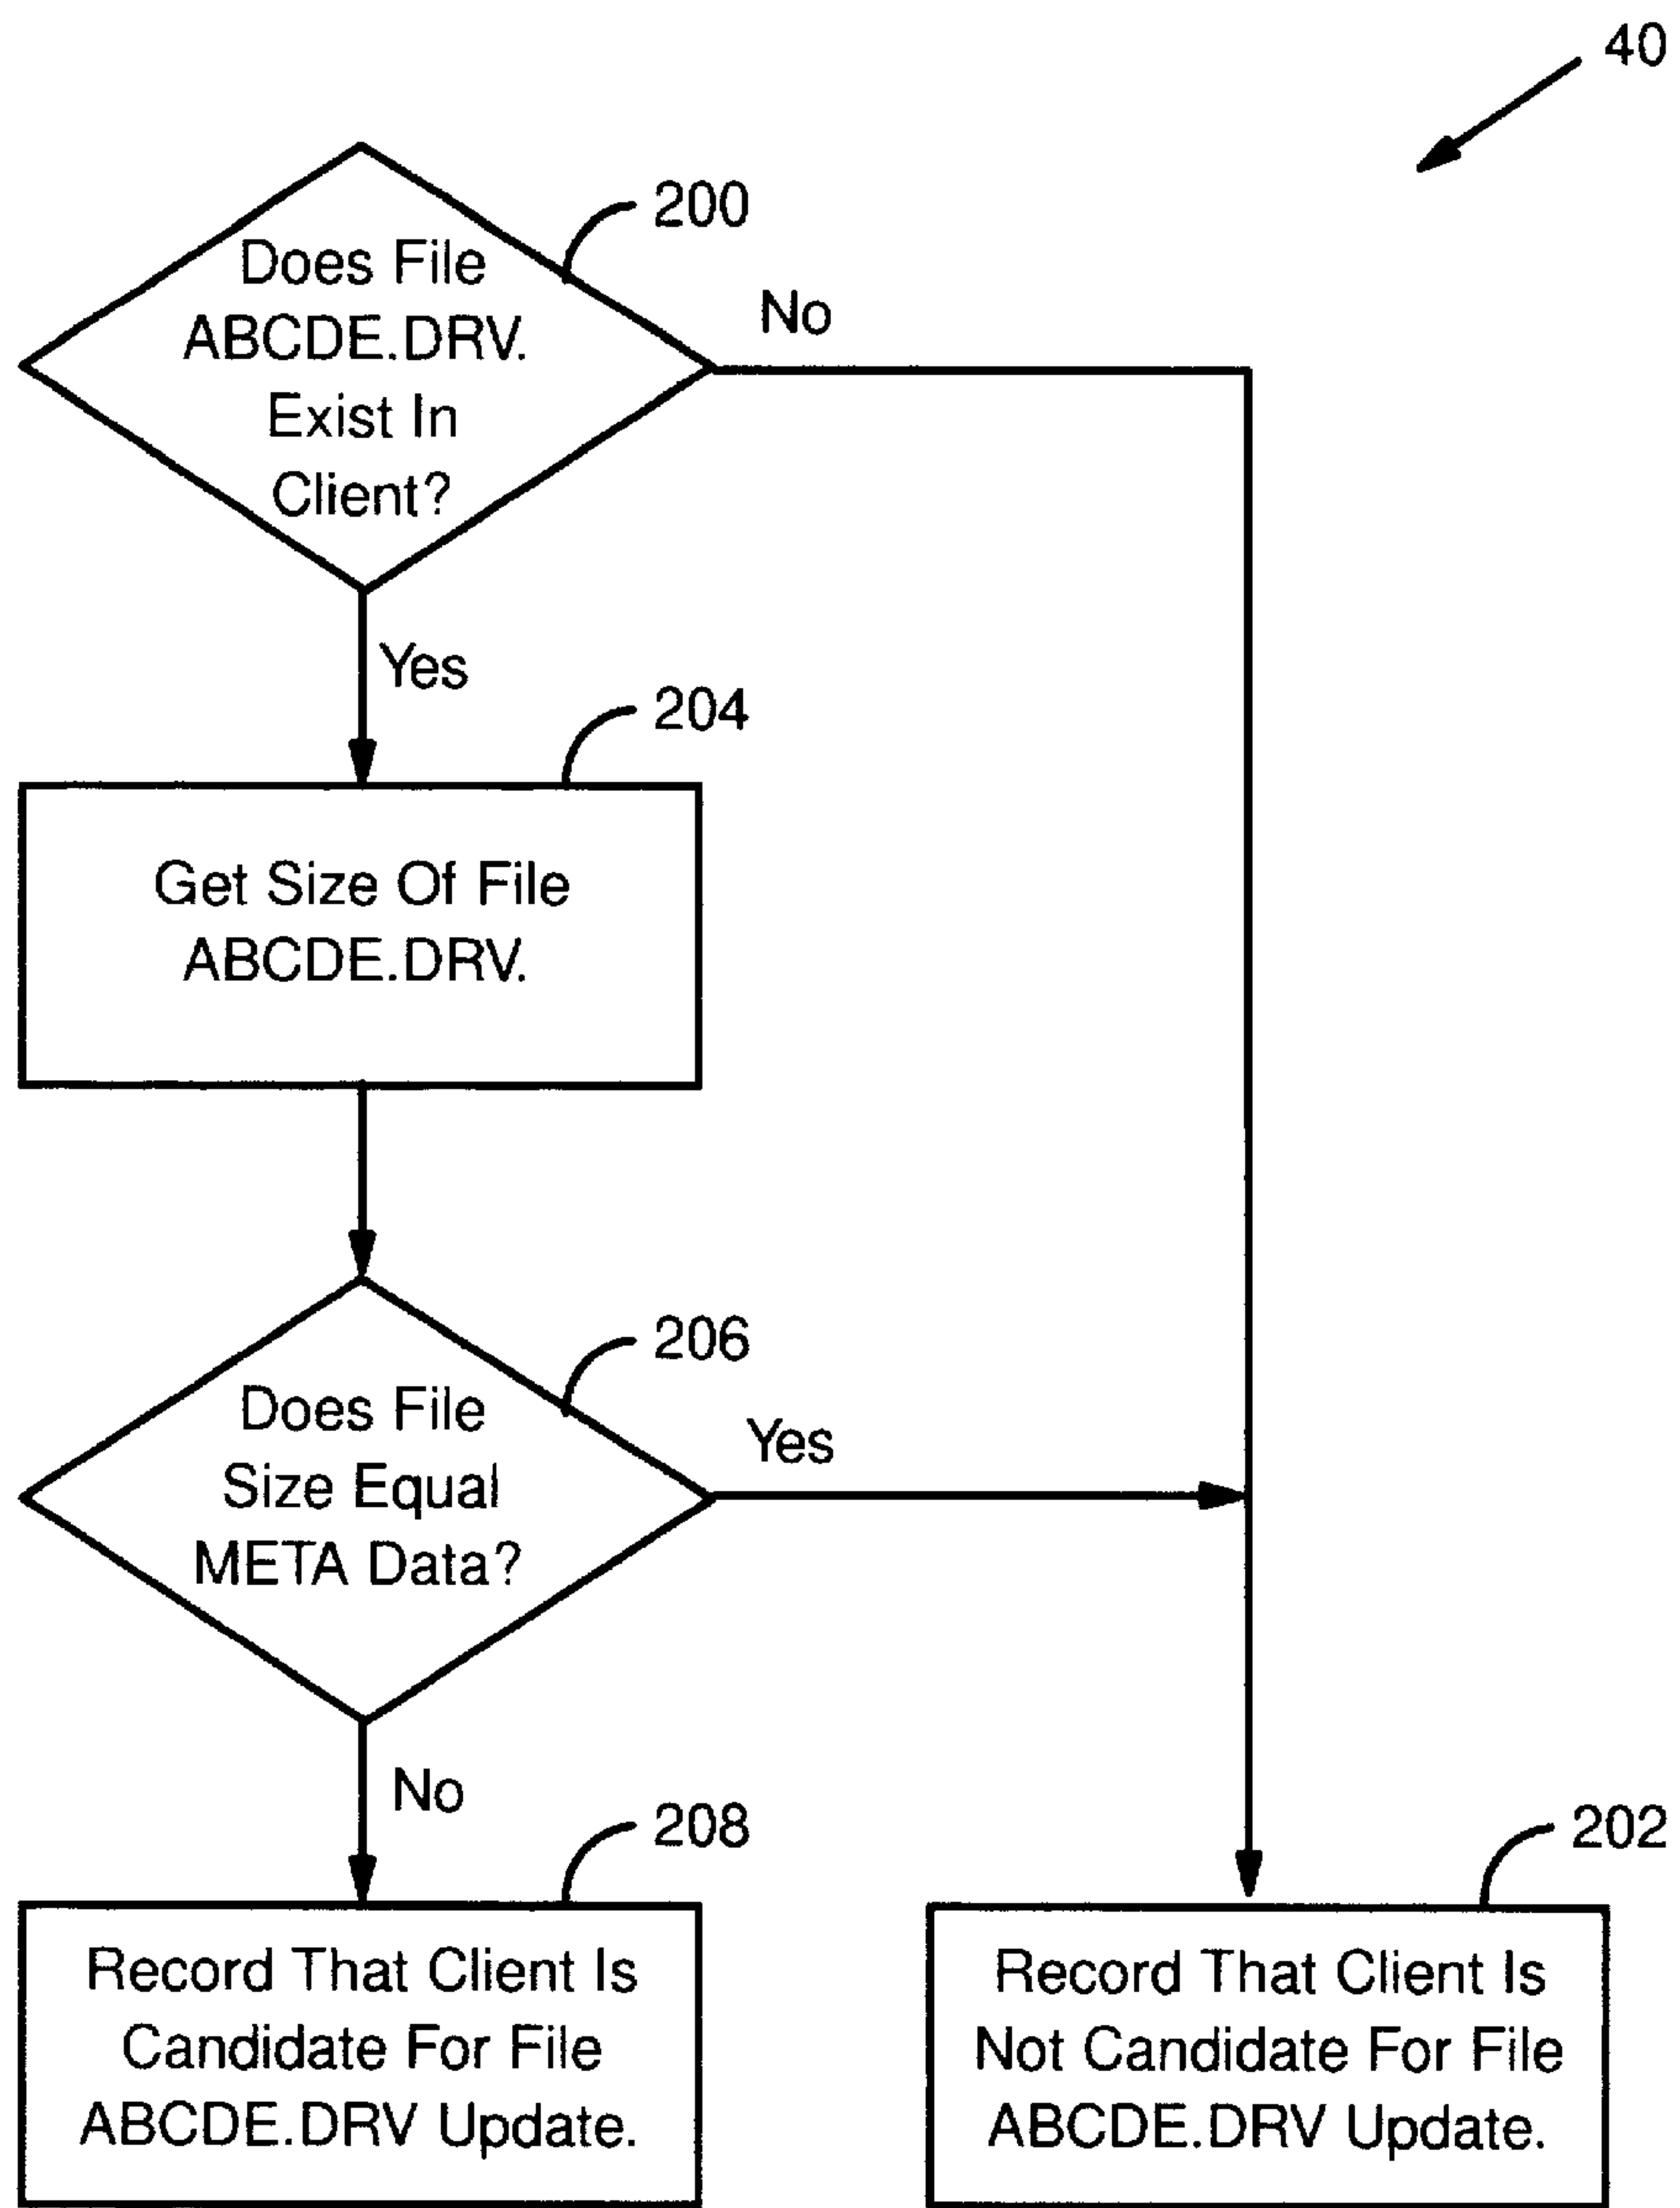 40
200
Does File
ABCDE.DRV.
Exist In
Client?
No
Yes
204
Get Size Of File
ABCDE.DRV.
206
Does File
Size Equal
META Data?
Yes
No
208
Record That Client Is
Candidate For File
ABCDE.DRV Update.
202
Record That Client Is
Not Candidate For File
ABCDE.DRV Update.